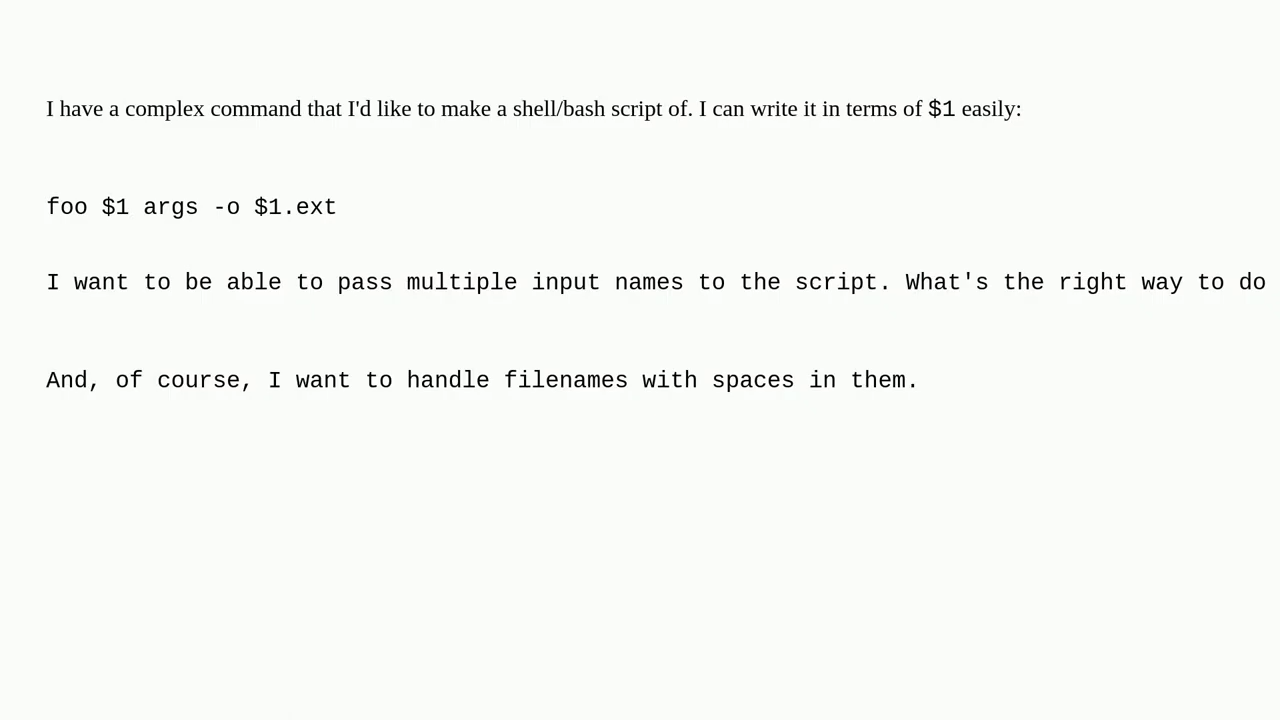 I have a complex command that I'd like to make a shell/bash script of. I can write it in terms of $1 easily:
foo $1 args -o $1.ext
I want to be able to pass multiple input names to the script. What's the right way to do
And, of course, I want to handle filenames with spaces in them.